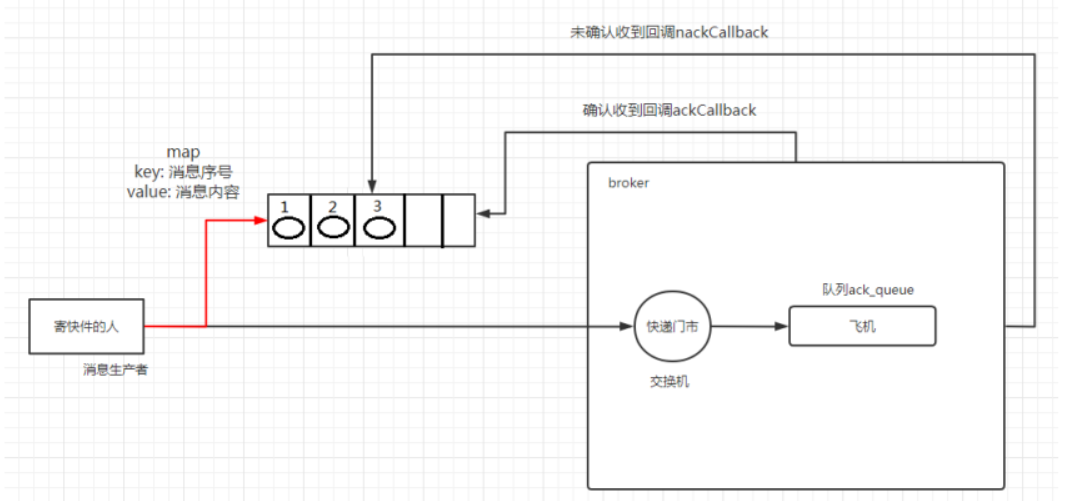 未确认收到回调nackCallback
确认收到回调ackCallback
map
key: 消息序号
value: 消息内容
broker
1 2 3
队列ack_queue
寄快件的人
快递门市
飞机
消息生产者
交换机